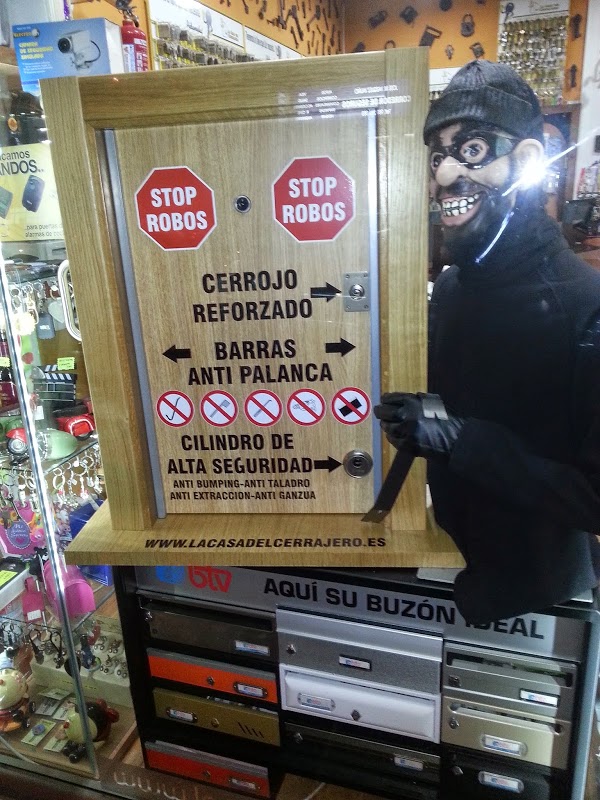 STOP
ROBOS
STOP
ROBOS
CERROJO
REFORZADO
BARRAS
ANTI PALANCA
CILINDRO DE
ALTA SEGURIDAD
ANTI BUMPING-ANTI TALADRO
ANTI EXTRACCION-ANTI GANZUA
WWW.LACASADELCERRAJERO.ES
btv
AQUÍ SU BUZÓN IDEAL